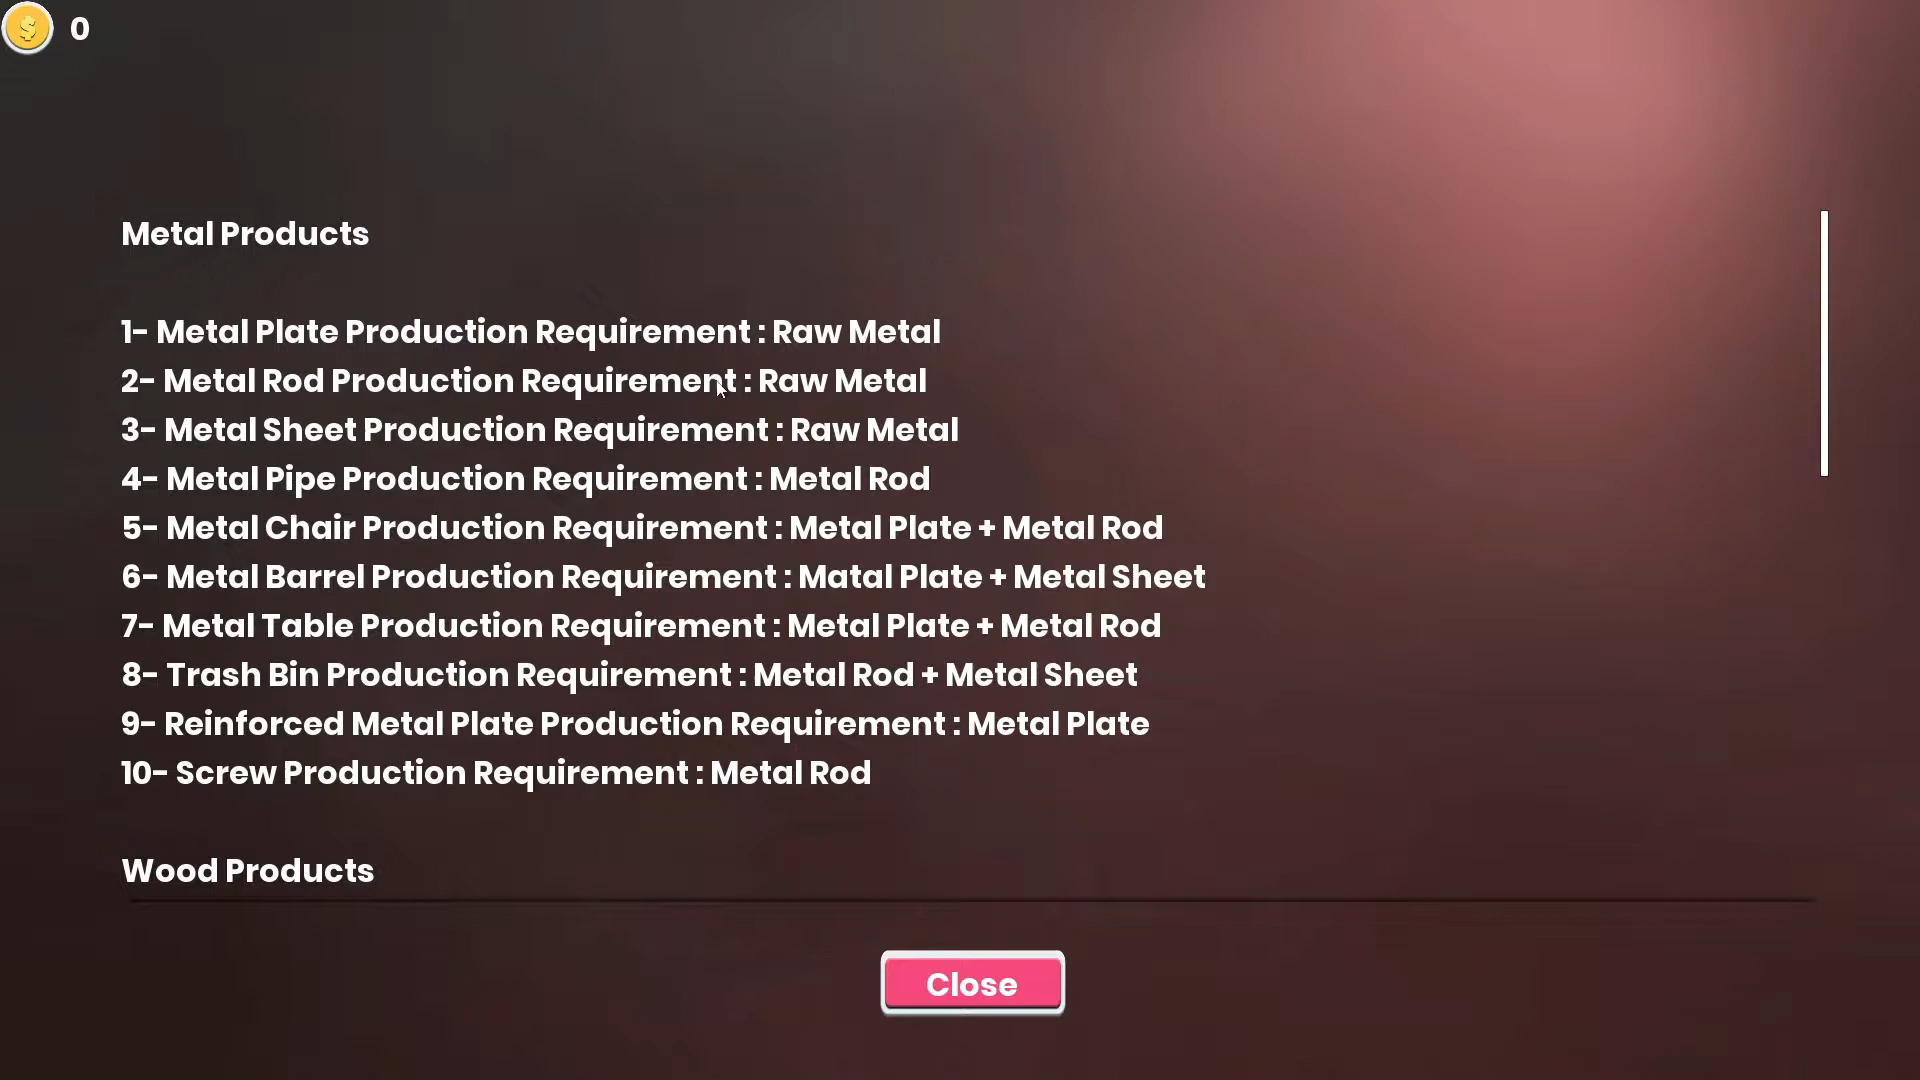 0
Metal Products
1- Metal Plate Production Requirement : Raw Metal
2- Metal Rod Production Requirement : Raw Metal
3- Metal Sheet Production Requirement : Raw Metal
4- Metal Pipe Production Requirement : Metal Rod
5- Metal Chair Production Requirement : Metal Plate + Metal Rod
6- Metal Barrel Production Requirement : Matal Plate + Metal Sheet
7- Metal Table Production Requirement : Metal Plate + Metal Rod
8- Trash Bin Production Requirement : Metal Rod + Metal Sheet
9- Reinforced Metal Plate Production Requirement : Metal Plate
10- Screw Production Requirement : Metal Rod
Wood Products
Close